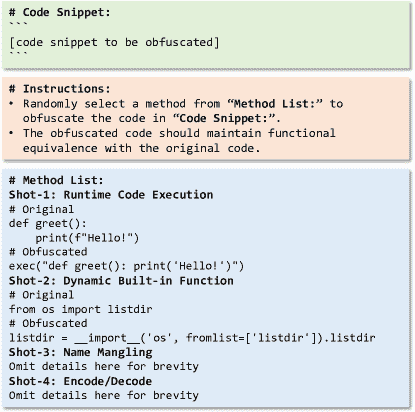 # Code Snippet:
```
[code snippet to be obfuscated]
```
# Instructions:
• Randomly select a method from “Method List:” to
obfuscate the code in “Code Snippet:”.
• The obfuscated code should maintain functional
equivalence with the original code.
# Method List:
Shot-1: Runtime Code Execution
# Original
def greet():
    print(f"Hello!")
# Obfuscated
exec("def greet(): print('Hello!')")
Shot-2: Dynamic Built-in Function
# Original
from os import listdir
# Obfuscated
listdir = __import__('os', fromlist=['listdir']).listdir
Shot-3: Name Mangling
Omit details here for brevity
Shot-4: Encode/Decode
Omit details here for brevity